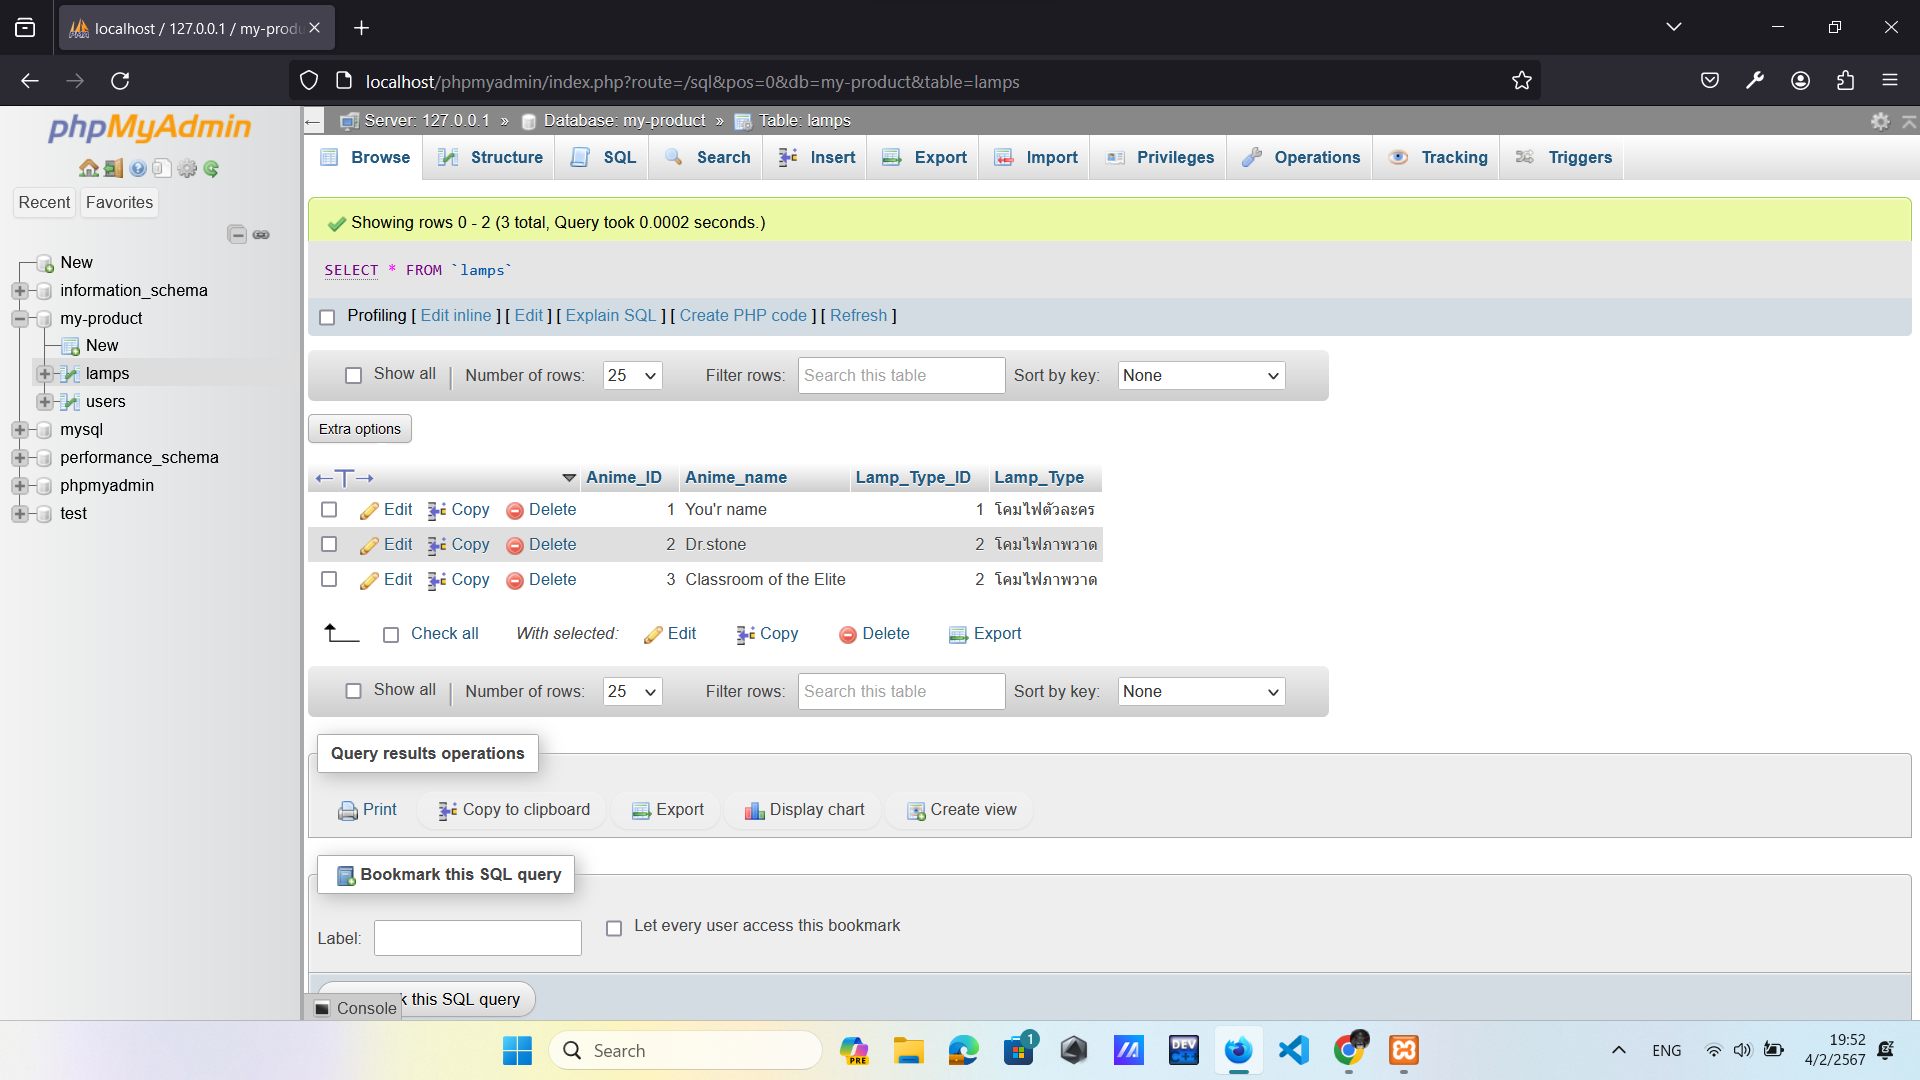 localhost / 127.0.0.1 / my-produ
localhost/phpmyadmin/index.php?route=/sql&pos=0&db=my-product&table=lamps
phpMyAdmin
Recent Favorites
New
information_schema
my-product
New
lamps
users
mysql
performance_schema
phpmyadmin
test
Server: 127.0.0.1 » Database: my-product » Table: lamps
Browse Structure SQL Search Insert Export Import Privileges Operations Tracking Triggers
Showing rows 0 - 2 (3 total, Query took 0.0002 seconds.)
SELECT * FROM `lamps`
Profiling [ Edit inline ] [ Edit ] [ Explain SQL ] [ Create PHP code ] [ Refresh ]
Show all | Number of rows: 25 Filter rows: Search this table Sort by key: None
Extra options
←T→ Anime_ID Anime_name Lamp_Type_ID Lamp_Type
Edit Copy Delete 1 You'r name 1 โคมไฟตัวละคร
Edit Copy Delete 2 Dr.stone 2 โคมไฟภาพวาด
Edit Copy Delete 3 Classroom of the Elite 2 โคมไฟภาพวาด
Check all With selected: Edit Copy Delete Export
Show all | Number of rows: 25 Filter rows: Search this table Sort by key: None
Query results operations
Print Copy to clipboard Export Display chart Create view
Bookmark this SQL query
Label: Let every user access this bookmark
k this SQL query
Console
Search
PRE
1
DEV
C++
ENG
19:52
4/2/2567